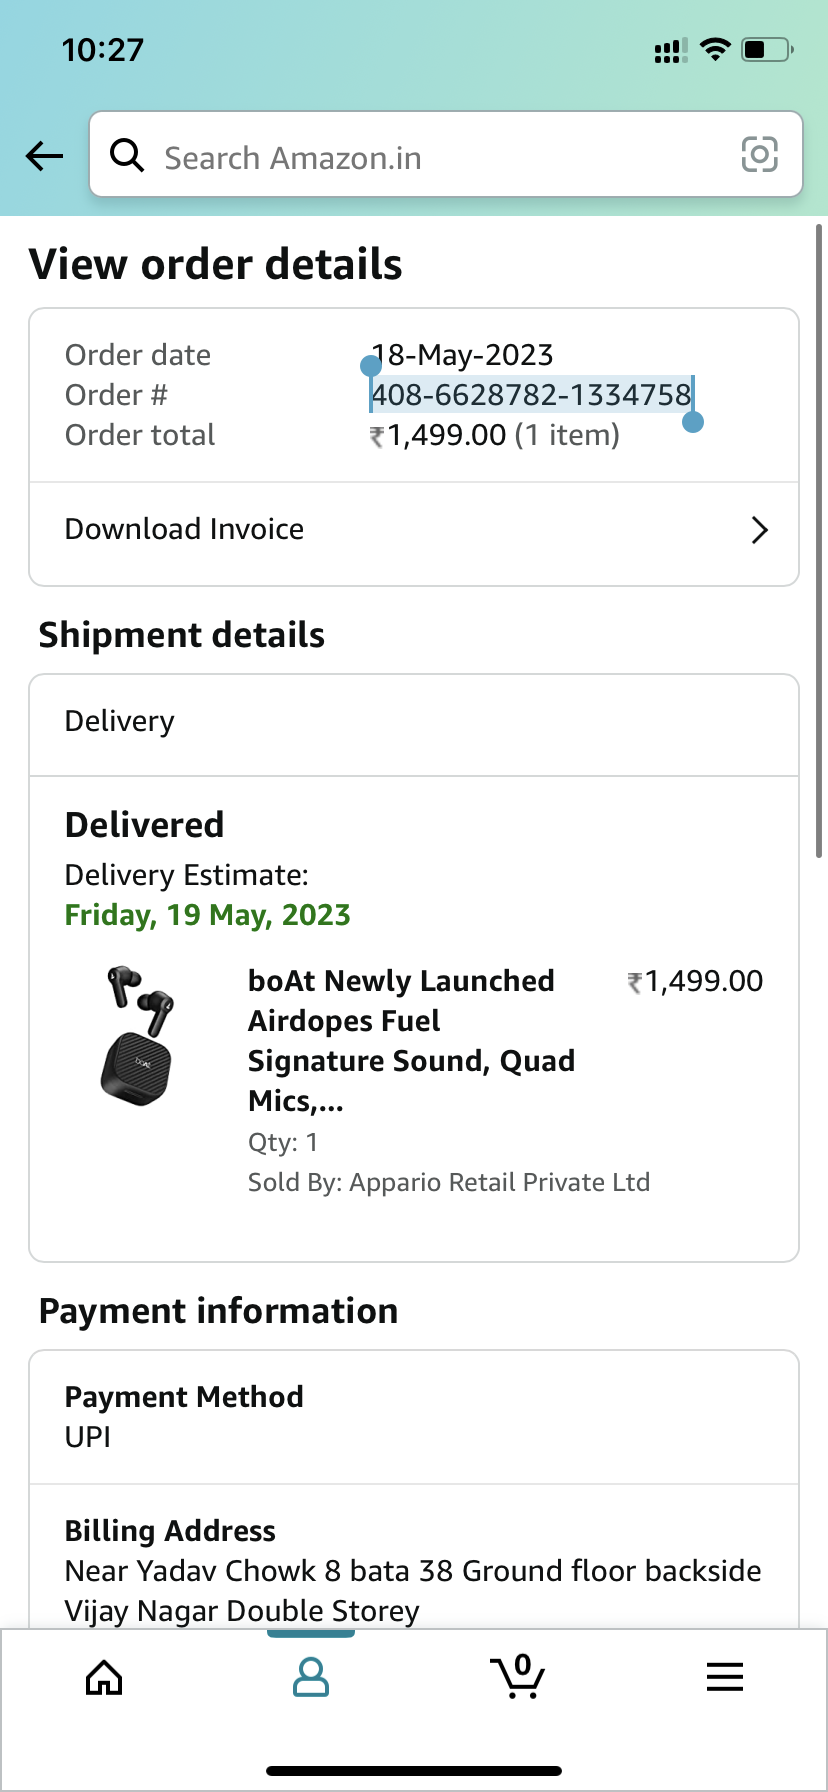 10:27
Search Amazon.in
View order details
Order date 18-May-2023
Order # 408-6628782-1334758
Order total ₹1,499.00 (1 item)
Download Invoice
Shipment details
Delivery
Delivered
Delivery Estimate:
Friday, 19 May, 2023
boAt Newly Launched ₹1,499.00
Airdopes Fuel
Signature Sound, Quad
Mics,...
Qty: 1
Sold By: Appario Retail Private Ltd
boAt
Payment information
Payment Method
UPI
Billing Address
Near Yadav Chowk 8 bata 38 Ground floor backside
Vijay Nagar Double Storey
0